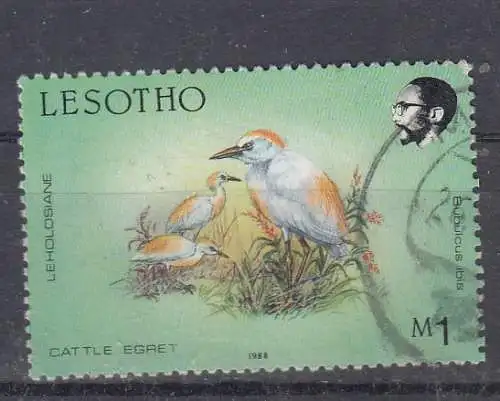 LESOTHO
LEHOLOSIANE
Bubulcus ibis
CATTLE EGRET
1988
M1